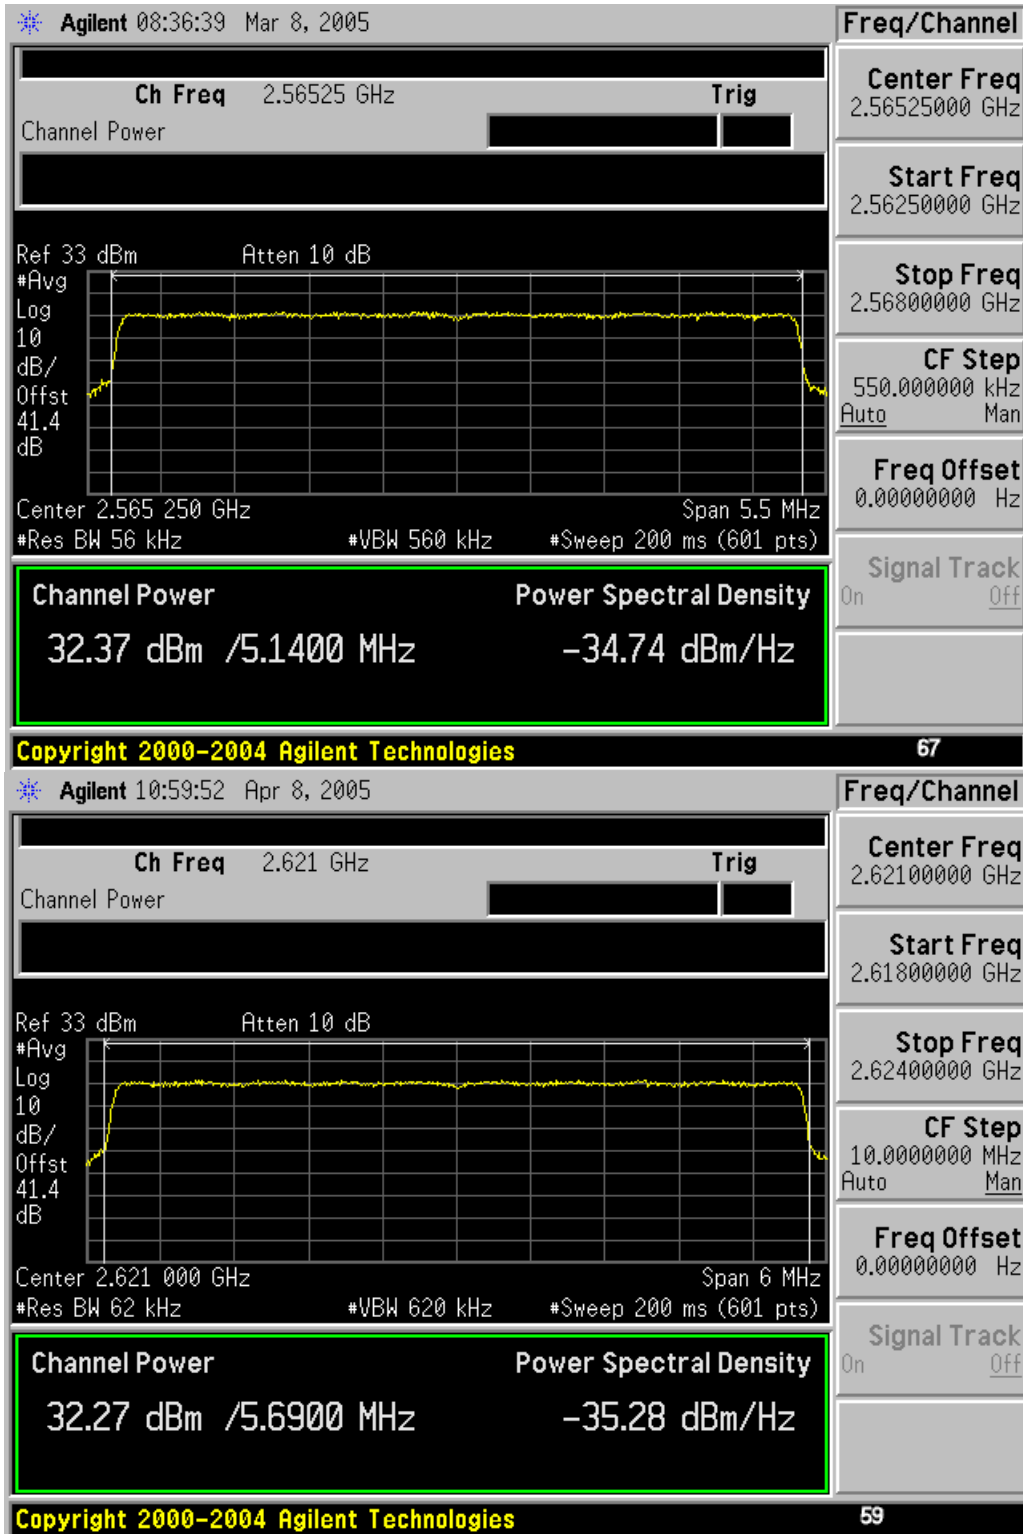 Agilent 08:36:39 Mar 8, 2005
Freq/Channel
Ch Freq 2.56525 GHz Trig
Channel Power
Center Freq
2.56525000 GHz
Start Freq
2.56250000 GHz
Stop Freq
2.56800000 GHz
CF Step
550.000000 kHz
Auto Man
Freq Offset
0.00000000 Hz
Signal Track
On Off
Ref 33 dBm Atten 10 dB
#Avg
Log
10
dB/
Offst
41.4
dB
Center 2.565 250 GHz Span 5.5 MHz
#Res BW 56 kHz #VBW 560 kHz #Sweep 200 ms (601 pts)
Channel Power Power Spectral Density
32.37 dBm /5.1400 MHz -34.74 dBm/Hz
Copyright 2000-2004 Agilent Technologies 67
Agilent 10:59:52 Apr 8, 2005
Freq/Channel
Ch Freq 2.621 GHz Trig
Channel Power
Center Freq
2.62100000 GHz
Start Freq
2.61800000 GHz
Stop Freq
2.62400000 GHz
CF Step
10.0000000 MHz
Auto Man
Freq Offset
0.00000000 Hz
Signal Track
On Off
Ref 33 dBm Atten 10 dB
#Avg
Log
10
dB/
Offst
41.4
dB
Center 2.621 000 GHz Span 6 MHz
#Res BW 62 kHz #VBW 620 kHz #Sweep 200 ms (601 pts)
Channel Power Power Spectral Density
32.27 dBm /5.6900 MHz -35.28 dBm/Hz
Copyright 2000-2004 Agilent Technologies 59